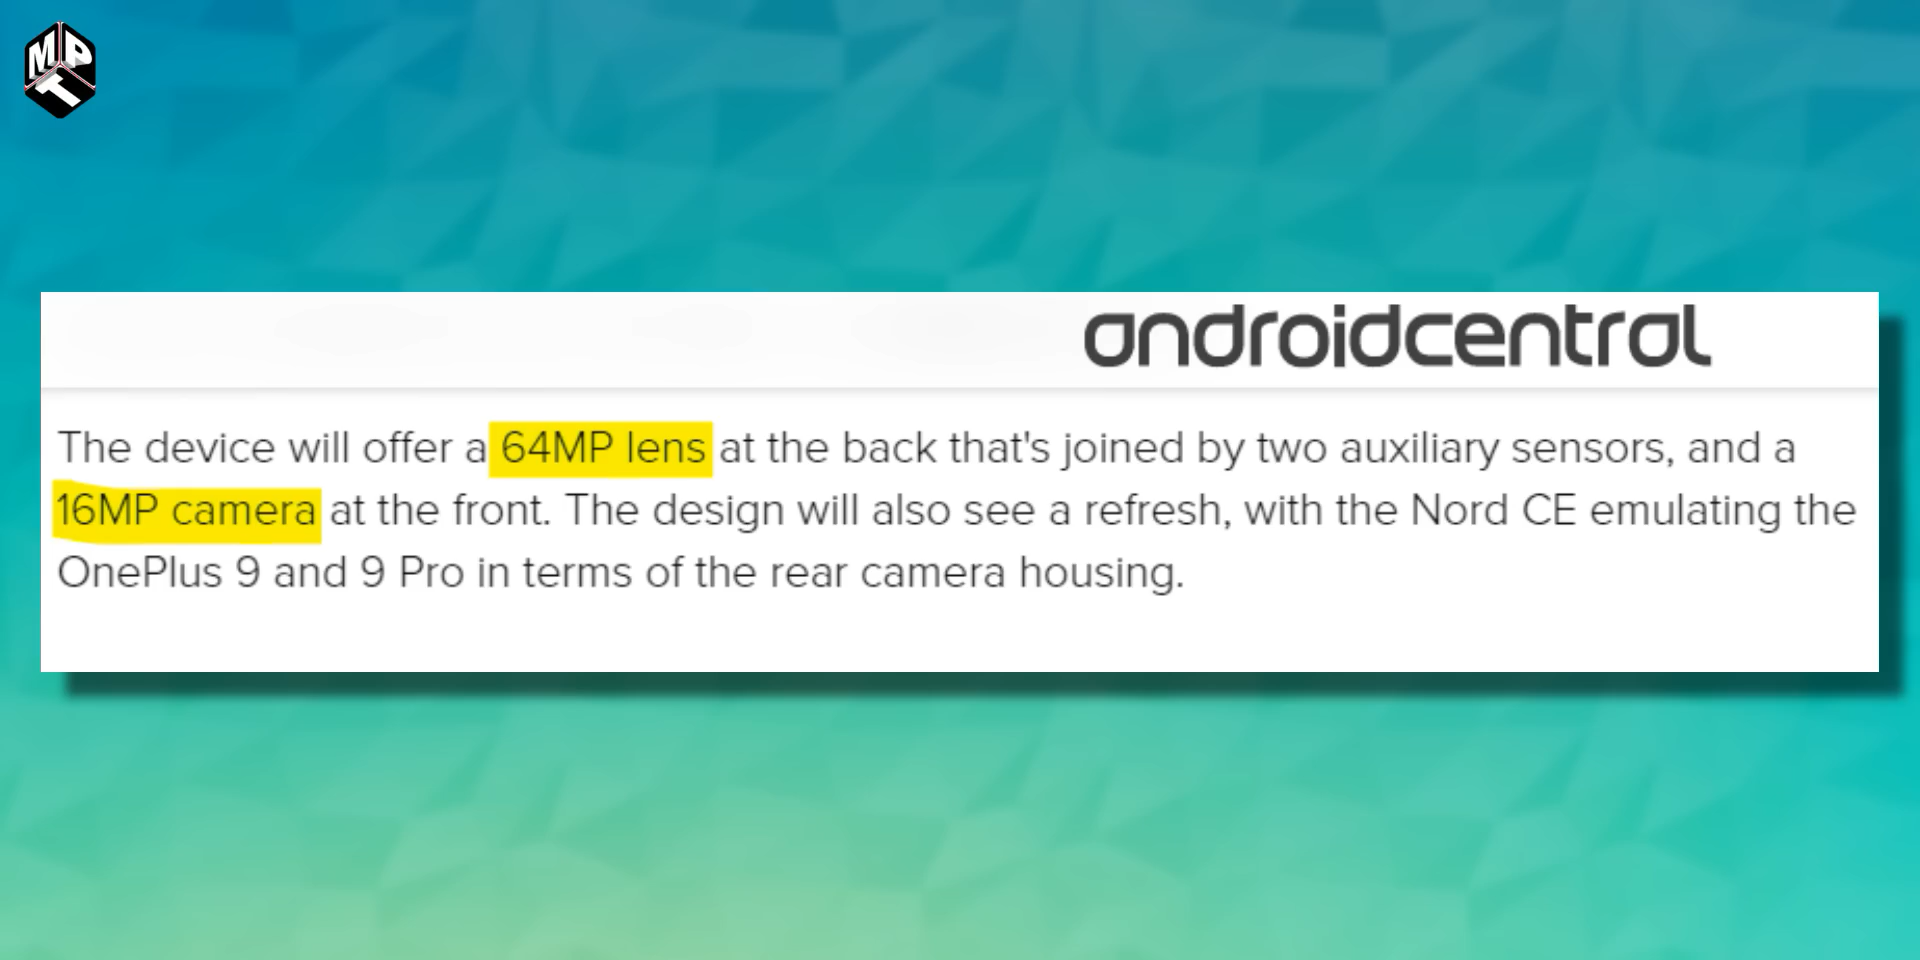 MPT
androidcentral
The device will offer a 64MP lens at the back that's joined by two auxiliary sensors, and a
16MP camera at the front. The design will also see a refresh, with the Nord CE emulating the
OnePlus 9 and 9 Pro in terms of the rear camera housing.